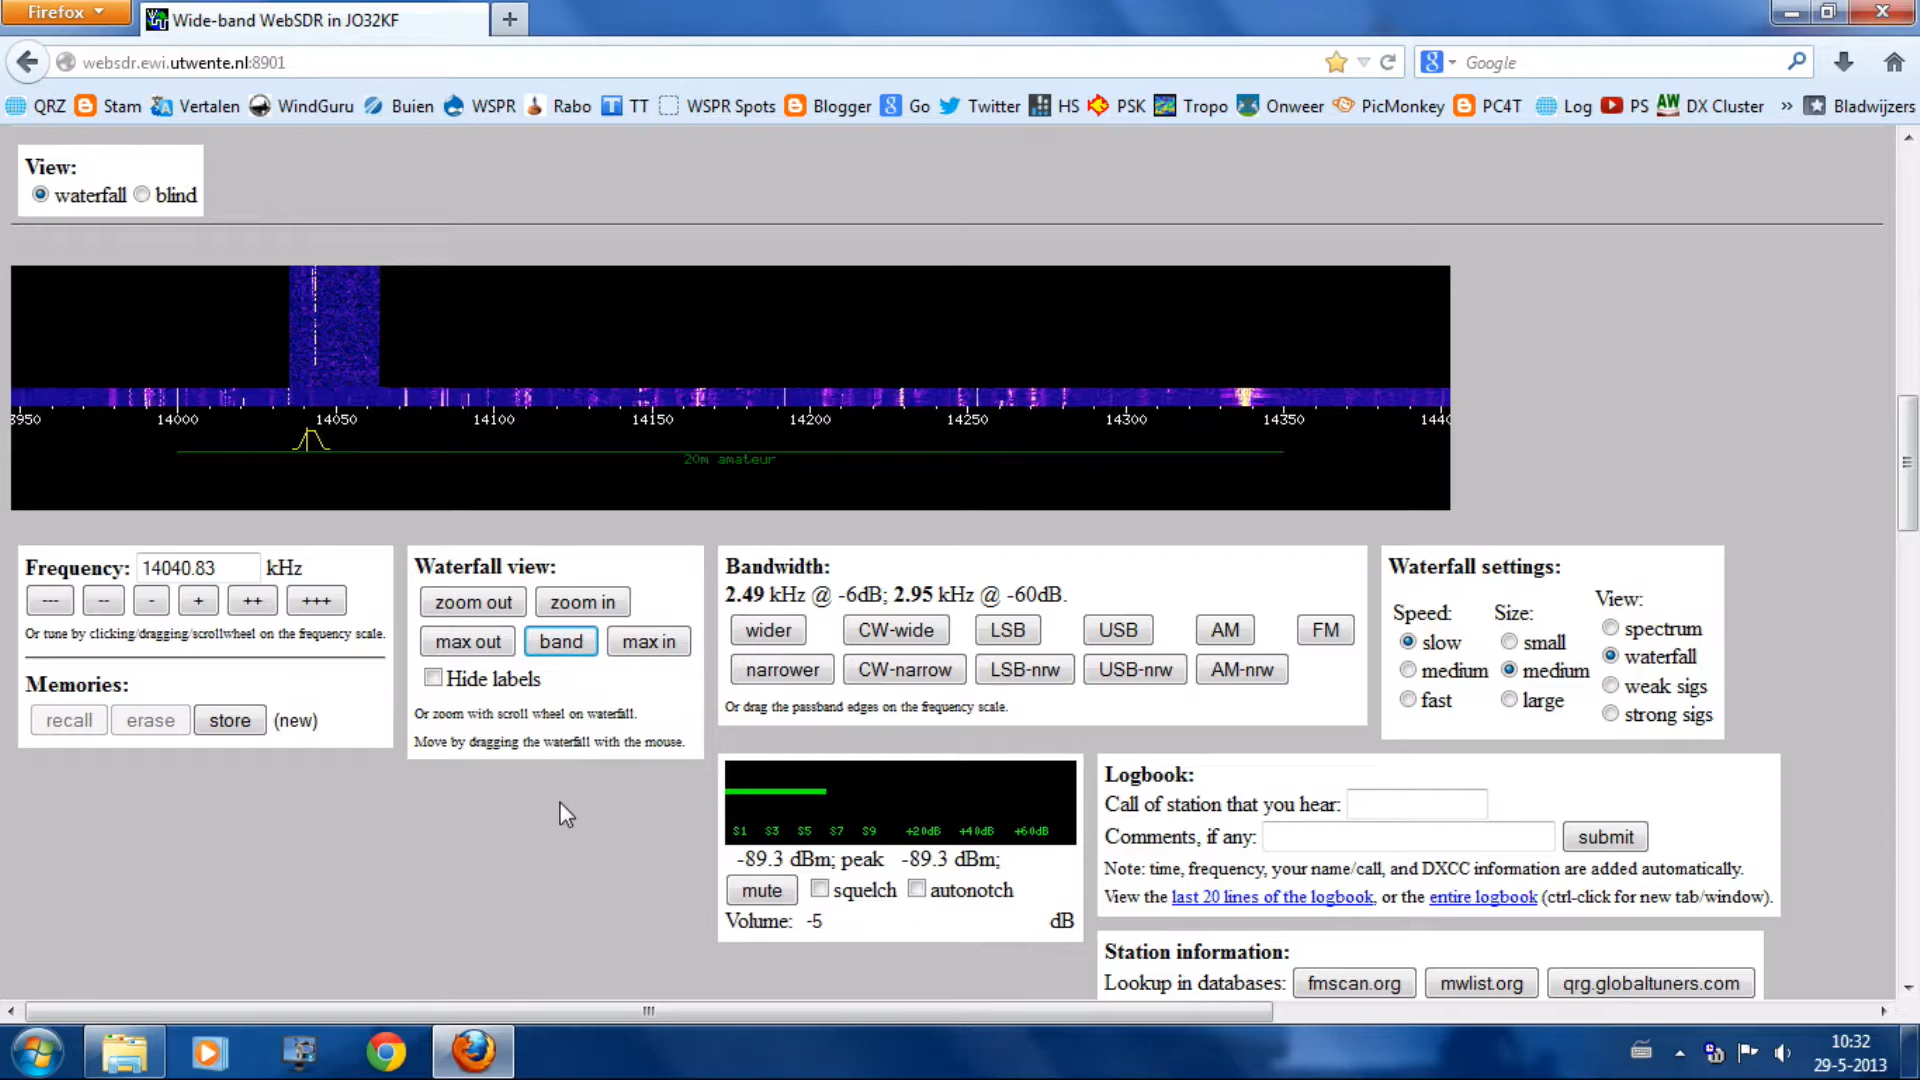 Firefox
Wide-band WebSDR in JO32KF
websdr.ewi.utwente.nl:8901
Google
QRZ Stam Vertalen WindGuru Buien WSPR Rabo TT WSPR Spots Blogger Go Twitter HS PSK Tropo Onweer PicMonkey PC4T Log PS DX Cluster » Bladwijzers
View:
waterfall blind
3950 14000 14050 14100 14150 14200 14250 14300 14350 1440
20m amateur
Frequency: 14040.83 kHz
--- -- - + ++ +++
Or tune by clicking/dragging/scrollwheel on the frequency scale.
Memories:
recall erase store (new)
Waterfall view:
zoom out zoom in
max out band max in
Hide labels
Or zoom with scroll wheel on waterfall.
Move by dragging the waterfall with the mouse.
Bandwidth:
2.49 kHz @ -6dB; 2.95 kHz @ -60dB.
wider CW-wide LSB USB AM FM
narrower CW-narrow LSB-nrw USB-nrw AM-nrw
Or drag the passband edges on the frequency scale.
Waterfall settings:
Speed: Size: View:
slow small spectrum
medium medium waterfall
fast large weak sigs
strong sigs
S1 S3 S5 S7 S9 +20dB +40dB +60dB
-89.3 dBm; peak -89.3 dBm;
mute squelch autonotch
Volume: -5 dB
Logbook:
Call of station that you hear:
Comments, if any: submit
Note: time, frequency, your name/call, and DXCC information are added automatically.
View the last 20 lines of the logbook, or the entire logbook (ctrl-click for new tab/window).
Station information:
Lookup in databases: fmscan.org mwlist.org qrg.globaltuners.com
10:32
29-5-2013